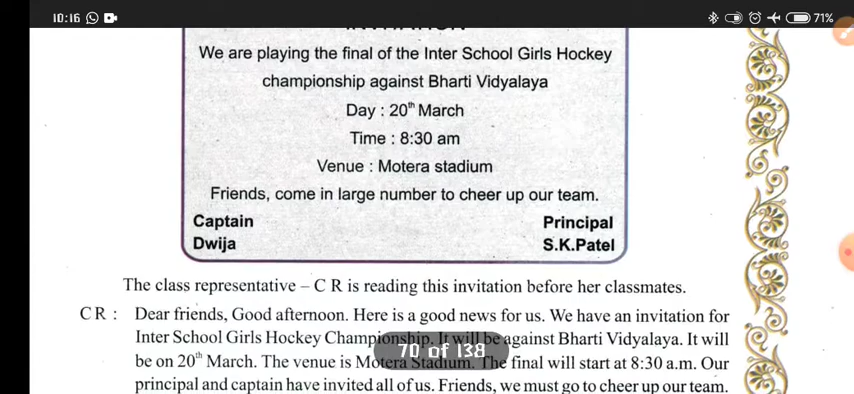 10:16
71%
We are playing the final of the Inter School Girls Hockey
championship against Bharti Vidyalaya
Day : 20th March
Time : 8:30 am
Venue : Motera stadium
Friends, come in large number to cheer up our team.
Captain Principal
Dwija S.K.Patel
The class representative – C R is reading this invitation before her classmates.
C R : Dear friends, Good afternoon. Here is a good news for us. We have an invitation for
Inter School Girls Hockey Championship. It will be against Bharti Vidyalaya. It will
be on 20th March. The venue is Motera Stadium. The final will start at 8:30 a.m. Our
principal and captain have invited all of us. Friends, we must go to cheer up our team.
70 of 138